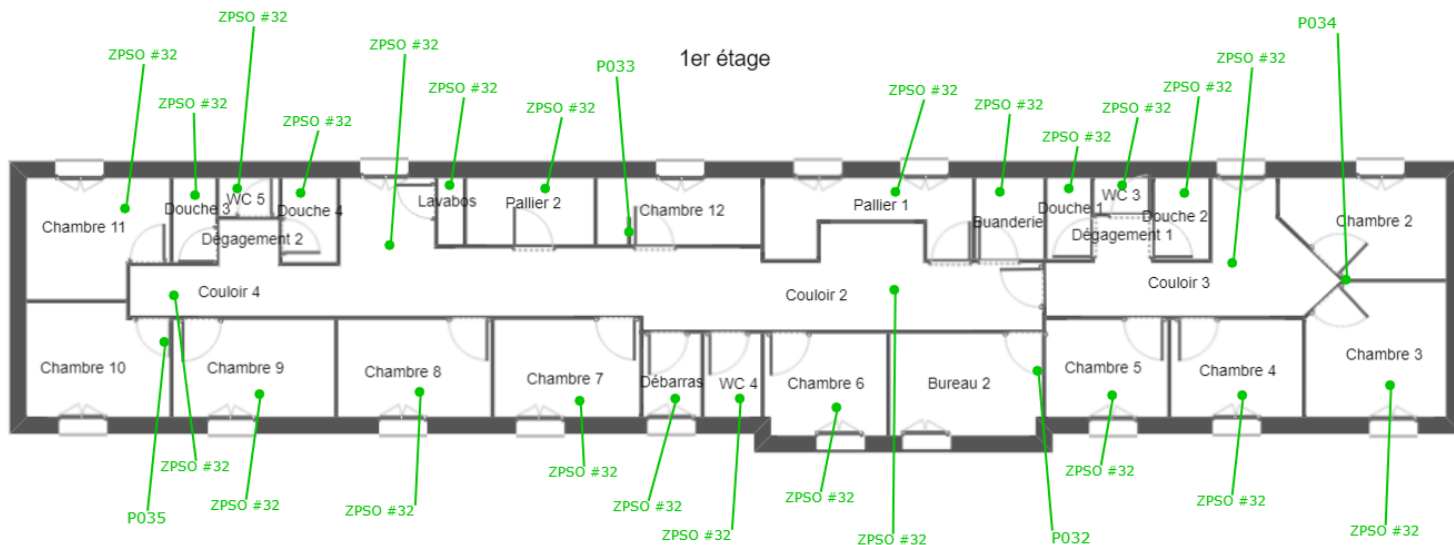 ZPSO #32
P034
ZPSO #32
ZPSO #32
ZPSO #32
1er étage
P033
ZPSO #32
ZPSO #32
ZPSO #32
ZPSO #32
ZPSO #32
ZPSO #32
ZPSO #32
ZPSO #32
ZPSO #32
ZPSO #32
ZPSO #32
Chambre 11
Douche 3
WC 5
Douche 4
Dégagement 2
Lavabos
Pallier 2
Chambre 12
Pallier 1
Buanderie
Douche 1
WC 3
Douche 2
Dégagement 1
Chambre 2
Couloir 4
Couloir 2
Couloir 3
Chambre 10
Chambre 9
Chambre 8
Chambre 7
Débarras
WC 4
Chambre 6
Bureau 2
Chambre 5
Chambre 4
Chambre 3
ZPSO #32
ZPSO #32
ZPSO #32
ZPSO #32
ZPSO #32
ZPSO #32
ZPSO #32
ZPSO #32
P035
ZPSO #32
ZPSO #32
ZPSO #32
P032